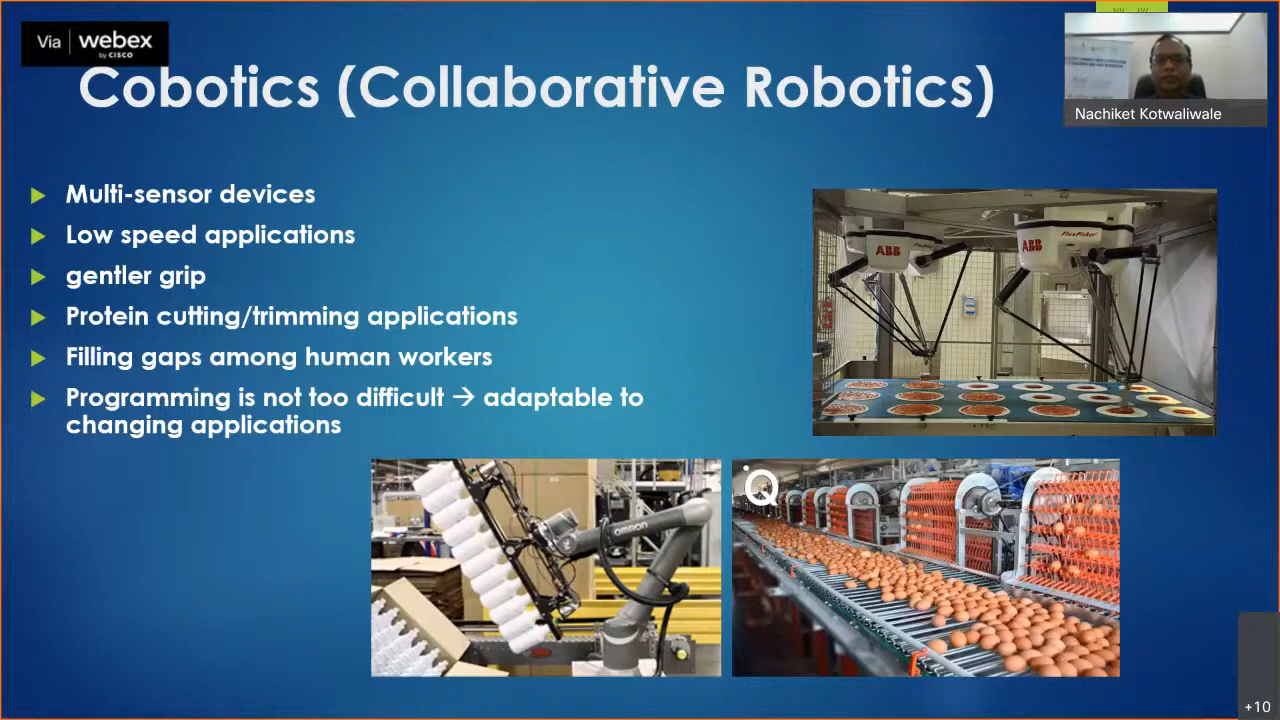 Via webex
by CISCO
Cobotics (Collaborative Robotics)
Nachiket Kotwaliwale
Multi-sensor devices
Low speed applications
gentler grip
Protein cutting/trimming applications
Filling gaps among human workers
Programming is not too difficult → adaptable to
changing applications
ABB
ABB
FlexPicker
OMRON
Q
+10